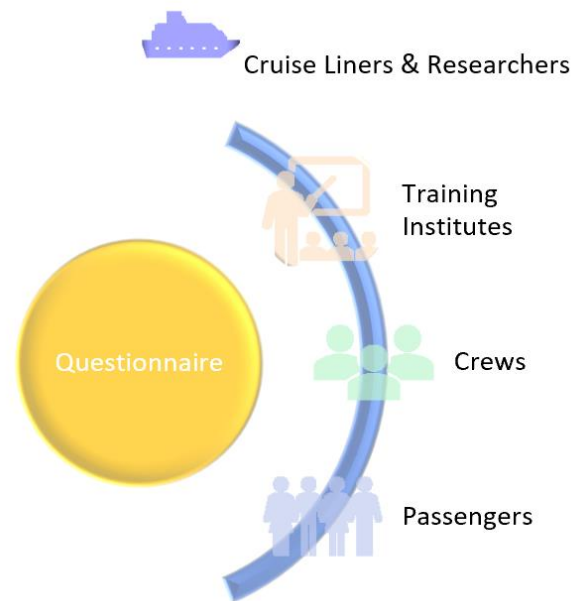 Cruise Liners & Researchers
Training
Institutes
Questionnaire
Crews
Passengers